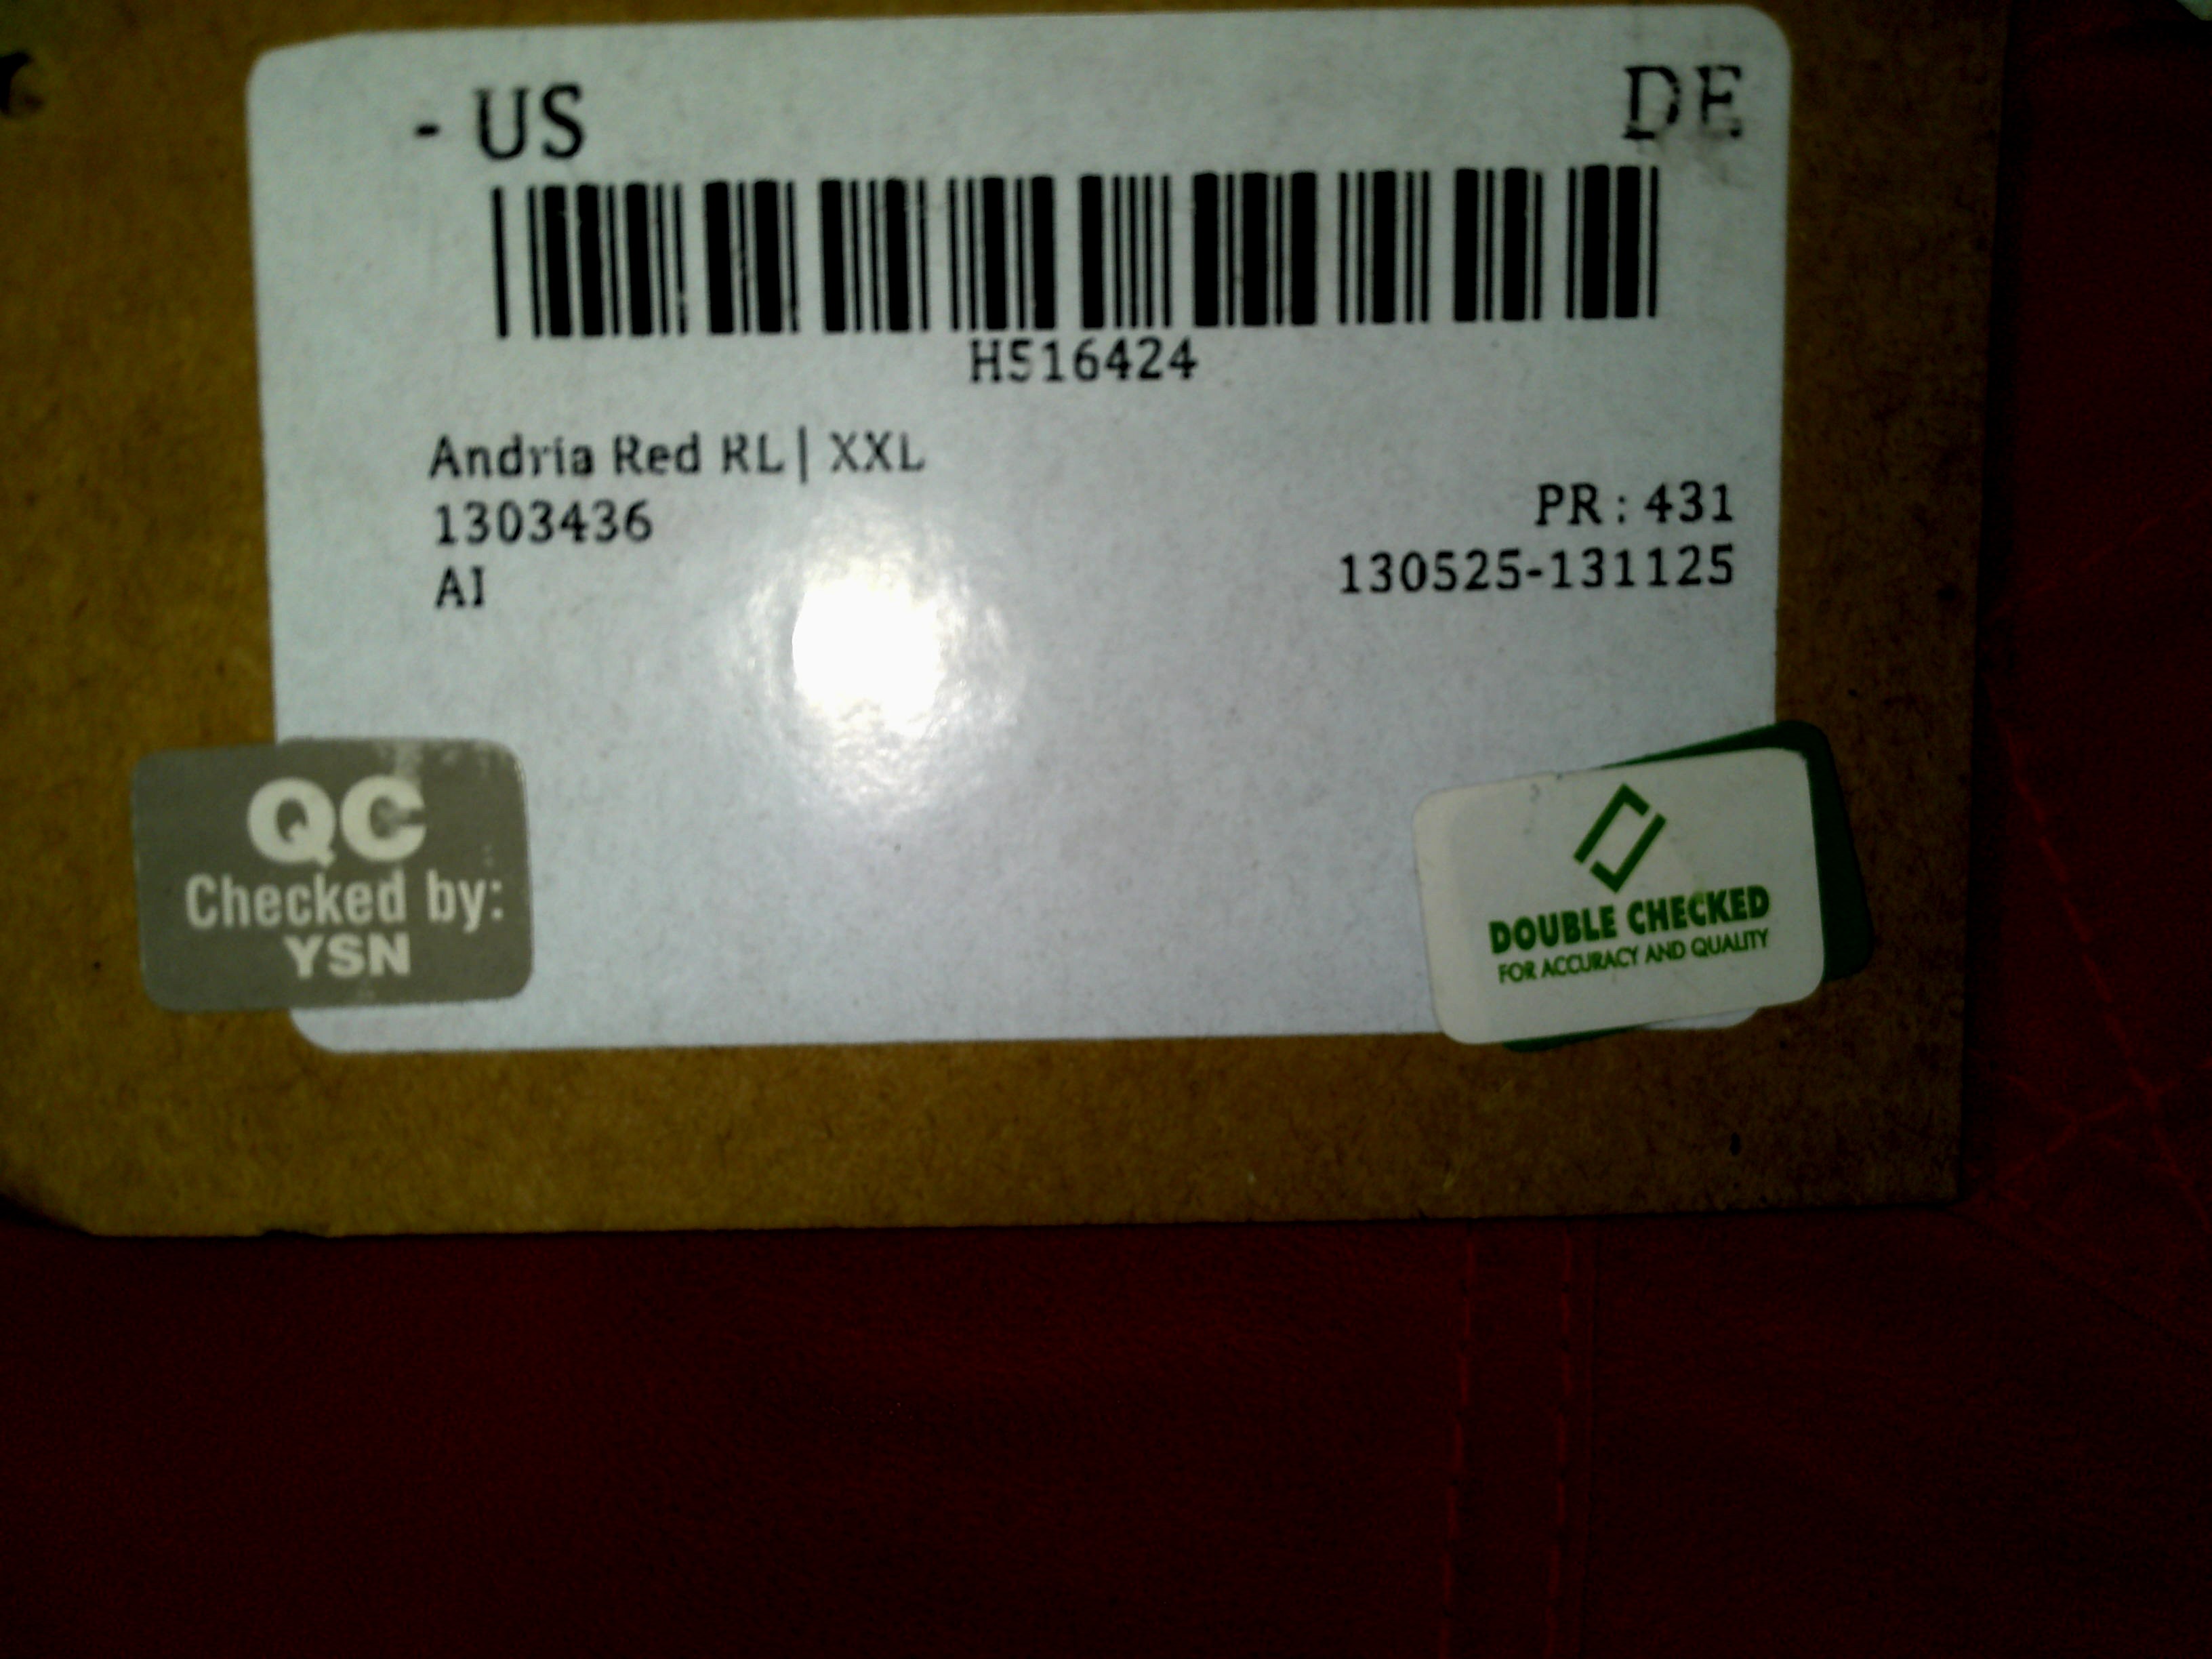 - US DE
H516424
Andria Red RL| XXL
1303436
PR : 431
AI
130525-131125
QC
Checked by:
YSN
DOUBLE CHECKED
FOR ACCURACY AND QUALITY